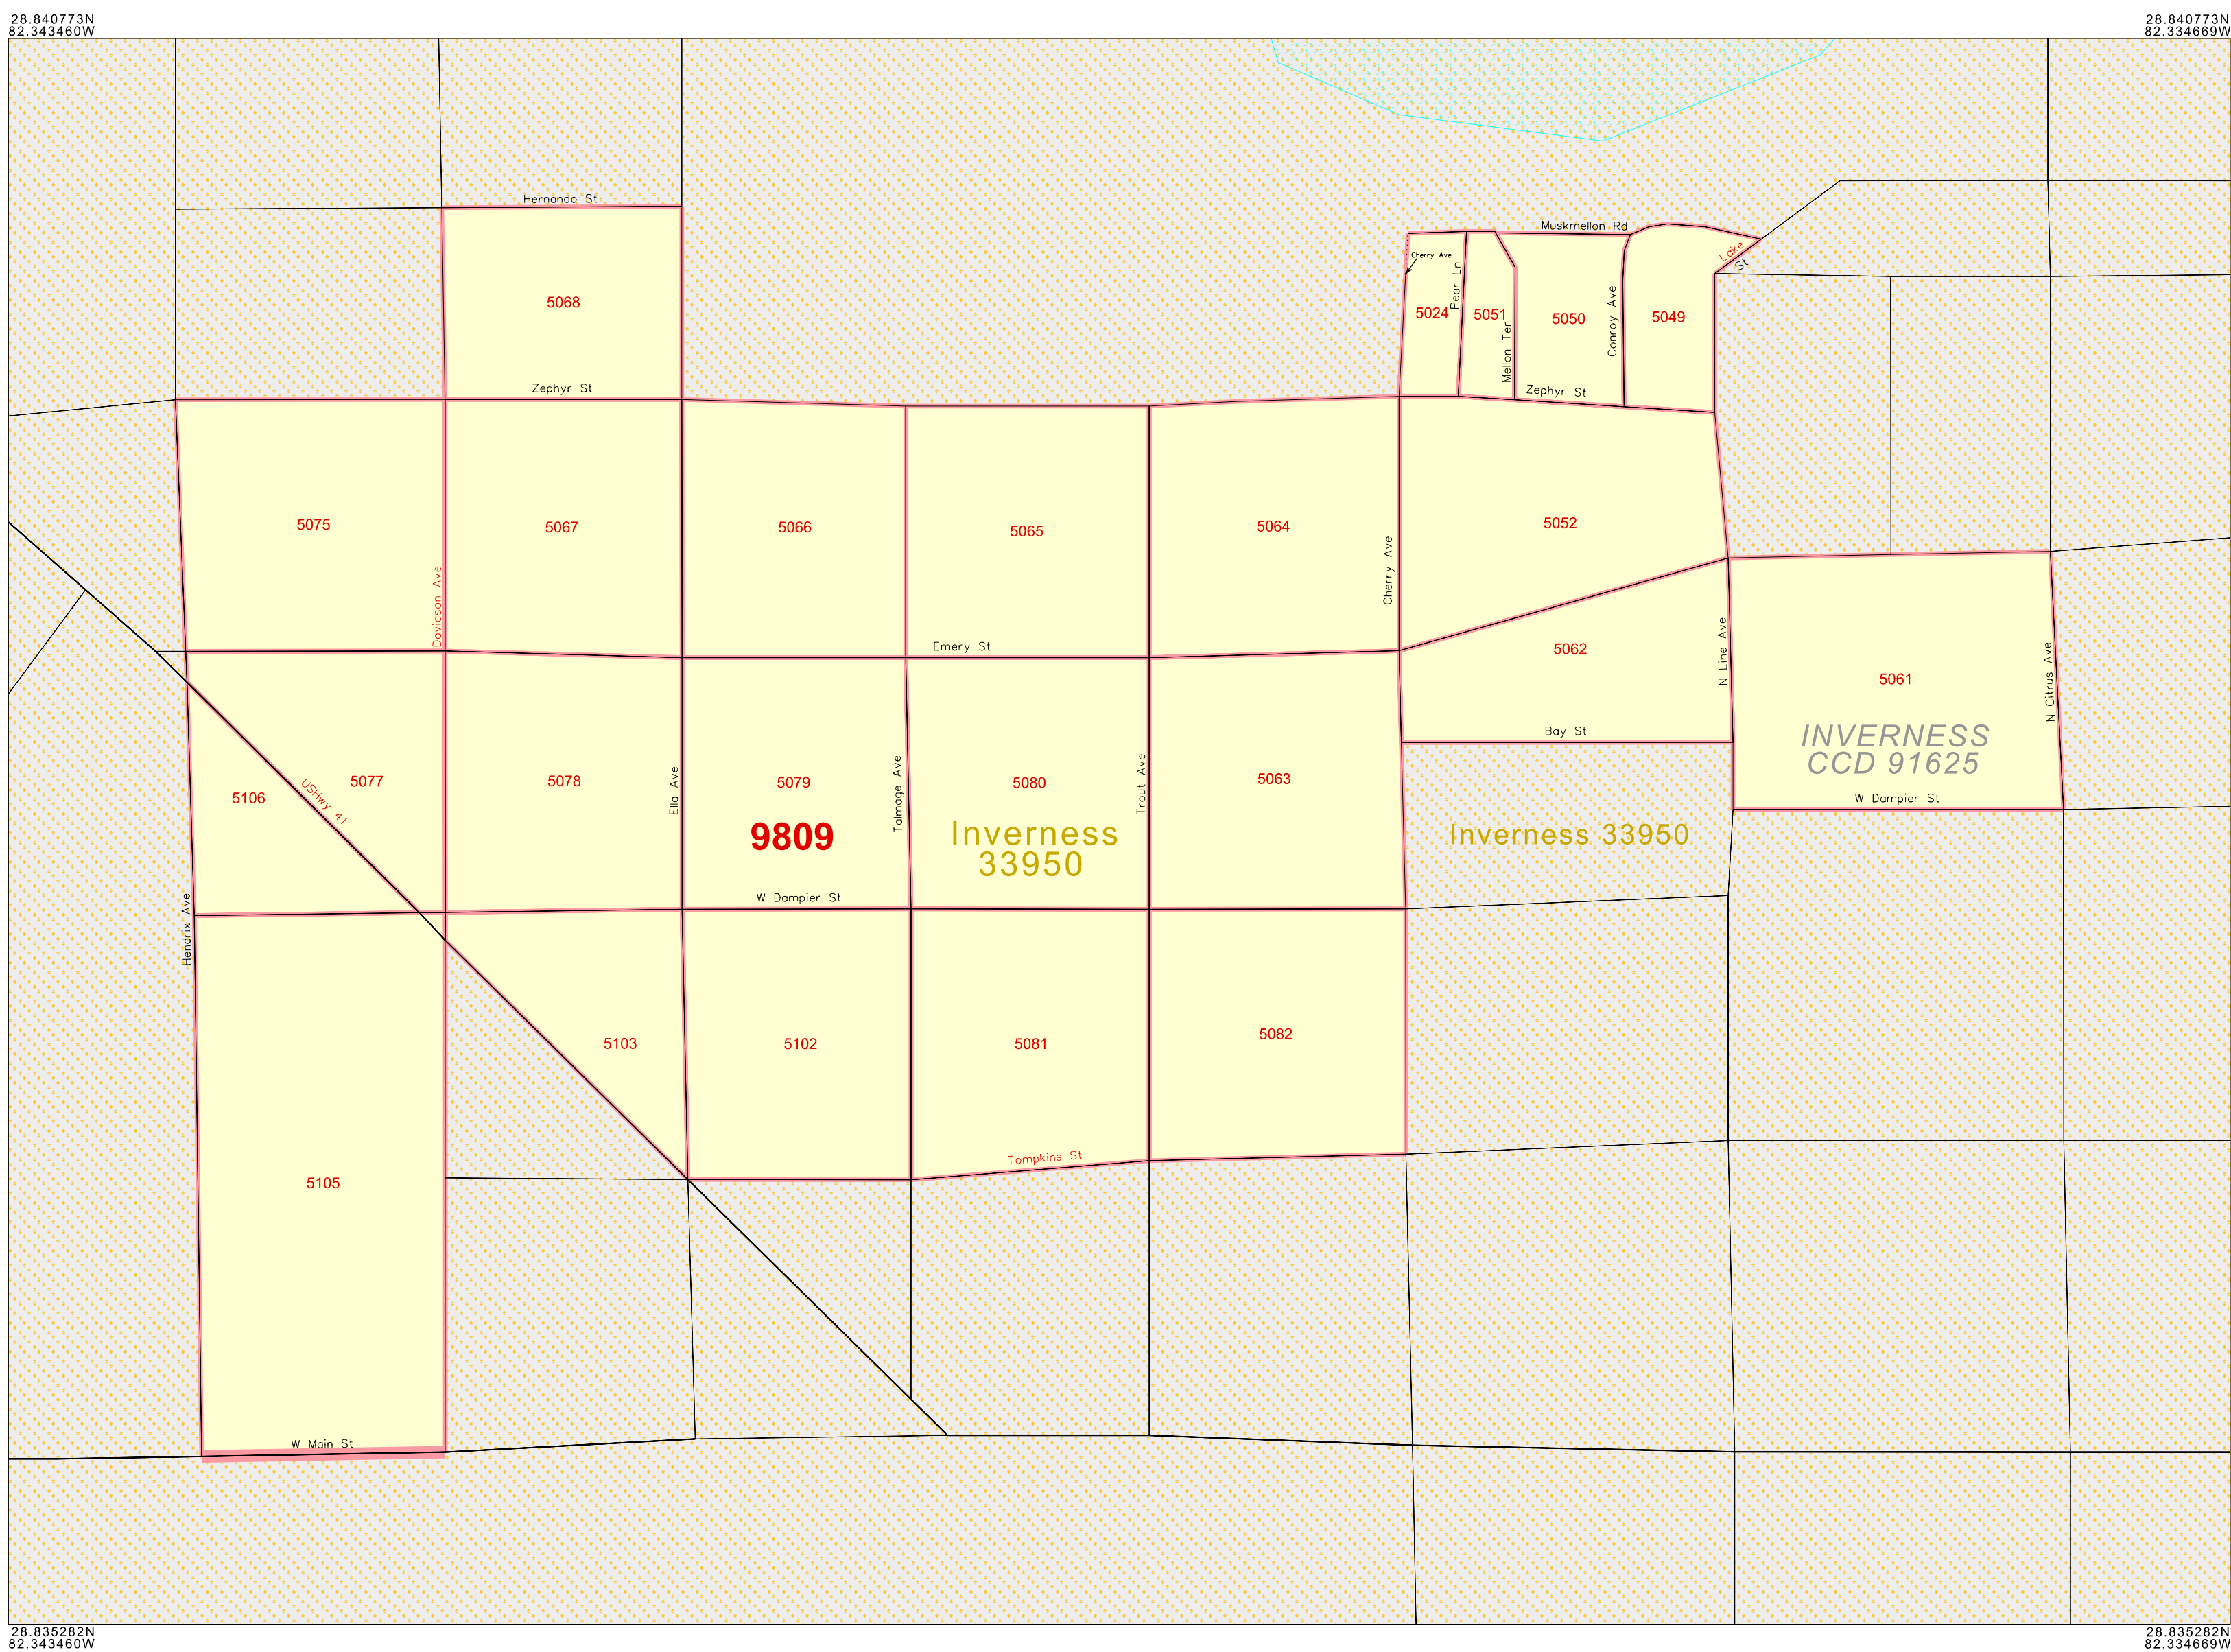 28.840773N
82.343460W
28.840773N
82.334669W
Hernando St
Muskmellon Rd
Lake
St
Cherry Ave
Pear Ln
5068
5024
5051
Mellon Ter
5050
Conroy Ave
5049
Zephyr St
Zephyr St
5075
Davidson Ave
5067
5066
5065
5064
Cherry Ave
5052
Emery St
5062
N Line Ave
5061
N Citrus Ave
INVERNESS
CCD 91625
Bay St
W Dampier St
5106
5077
USHwy 41
5078
Ella Ave
5079
Talmage Ave
5080
Trout Ave
5063
9809
Inverness
33950
Inverness 33950
W Dampier St
Hendrix Ave
5103
5102
5081
5082
Tompkins St
5105
W Main St
28.835282N
82.343460W
28.835282N
82.334669W